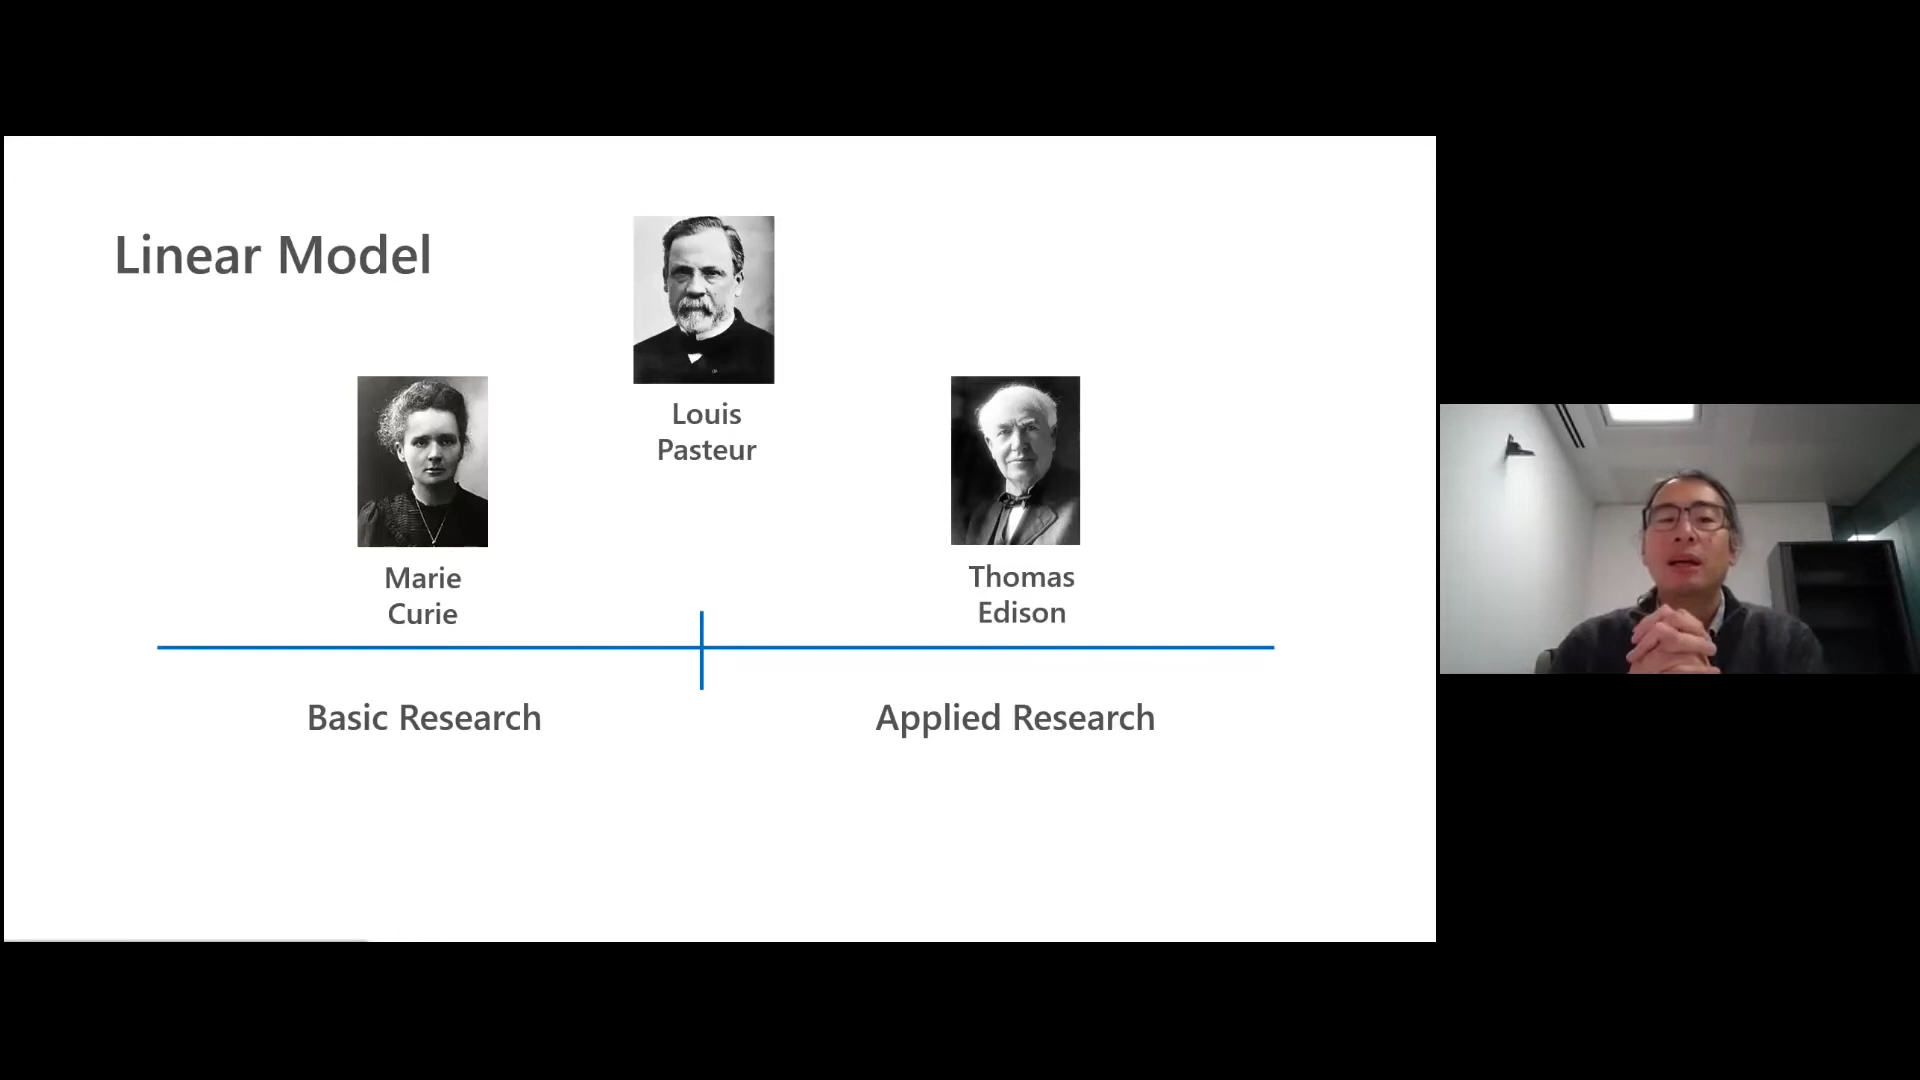 Linear Model
Louis
Pasteur
Marie
Curie
Thomas
Edison
Basic Research
Applied Research